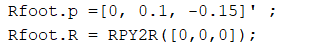 Rfoot.p =[0, 0.1, -0.15]' ;
Rfoot.R = RPY2R([0,0,0]);